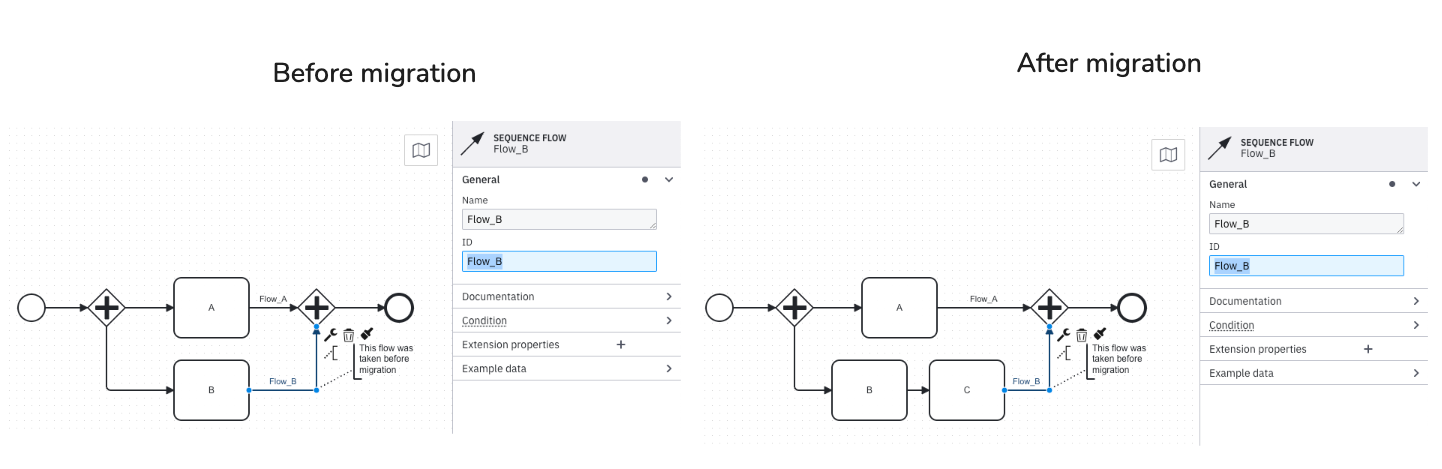 Before migration
SEQUENCE FLOW
Flow_B
General
Name
Flow_B
ID
Flow_B
Documentation
Condition
Extension properties
Example data
A
Flow_A
B
Flow_B
This flow was
taken before
migration
After migration
SEQUENCE FLOW
Flow_B
General
Name
Flow_B
ID
Flow_B
Documentation
Condition
Extension properties
Example data
A
Flow_A
B
C
Flow_B
This flow was
taken before
migration